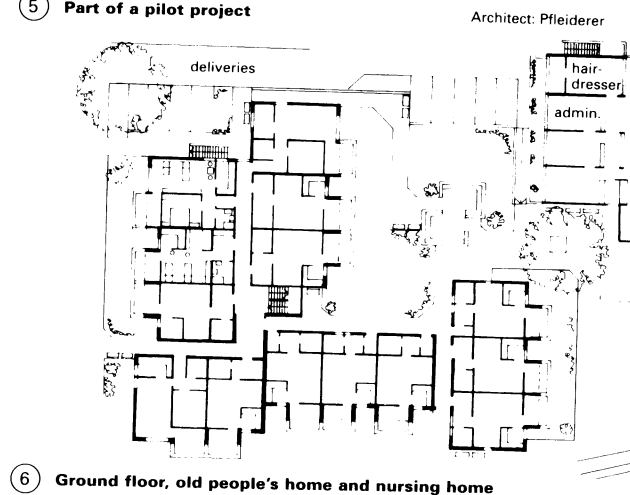 5 Part of a pilot project
Architect: Pfleiderer
deliveries
hair-
dresser
admin.
6 Ground floor, old people's home and nursing home